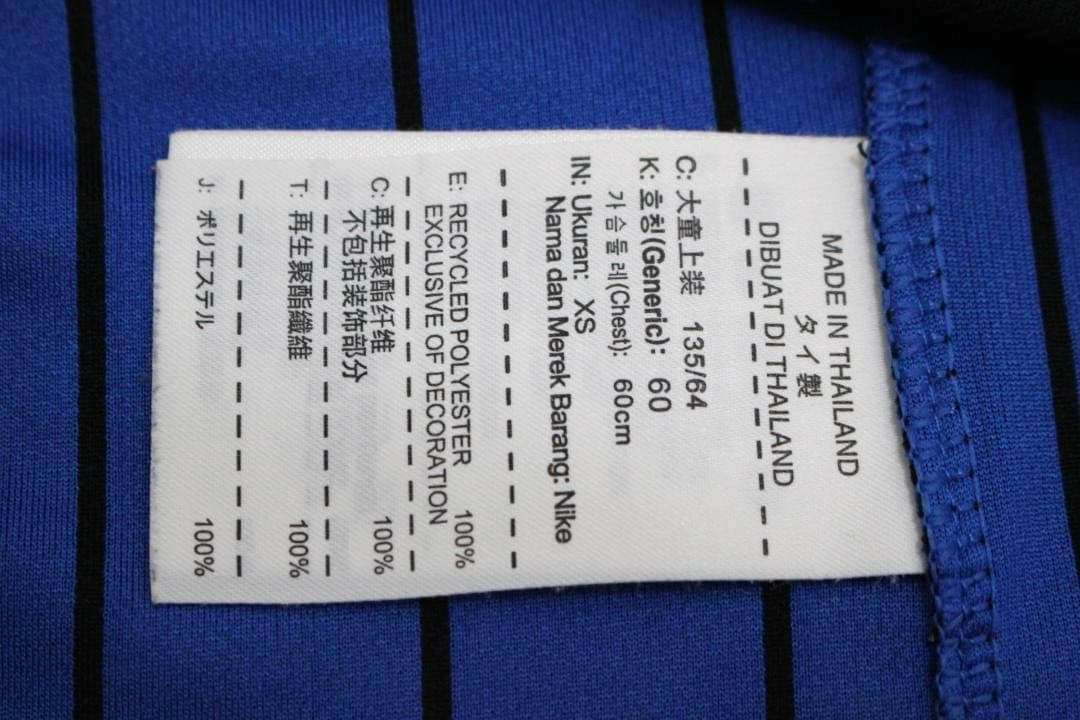 MADE IN THAILAND
タイ製
DIBUAT DI THAILAND
C: 大童上装 135/64
K: 호칭(Generic): 60
가슴둘레(Chest): 60cm
IN: Ukuran: XS
Nama dan Merek Barang: Nike
E: RECYCLED POLYESTER 100%
EXCLUSIVE OF DECORATION
C: 再生聚酯纤维 100%
不包括装饰部分
T: 再生聚酯纖維 100%
J: ポリエステル 100%